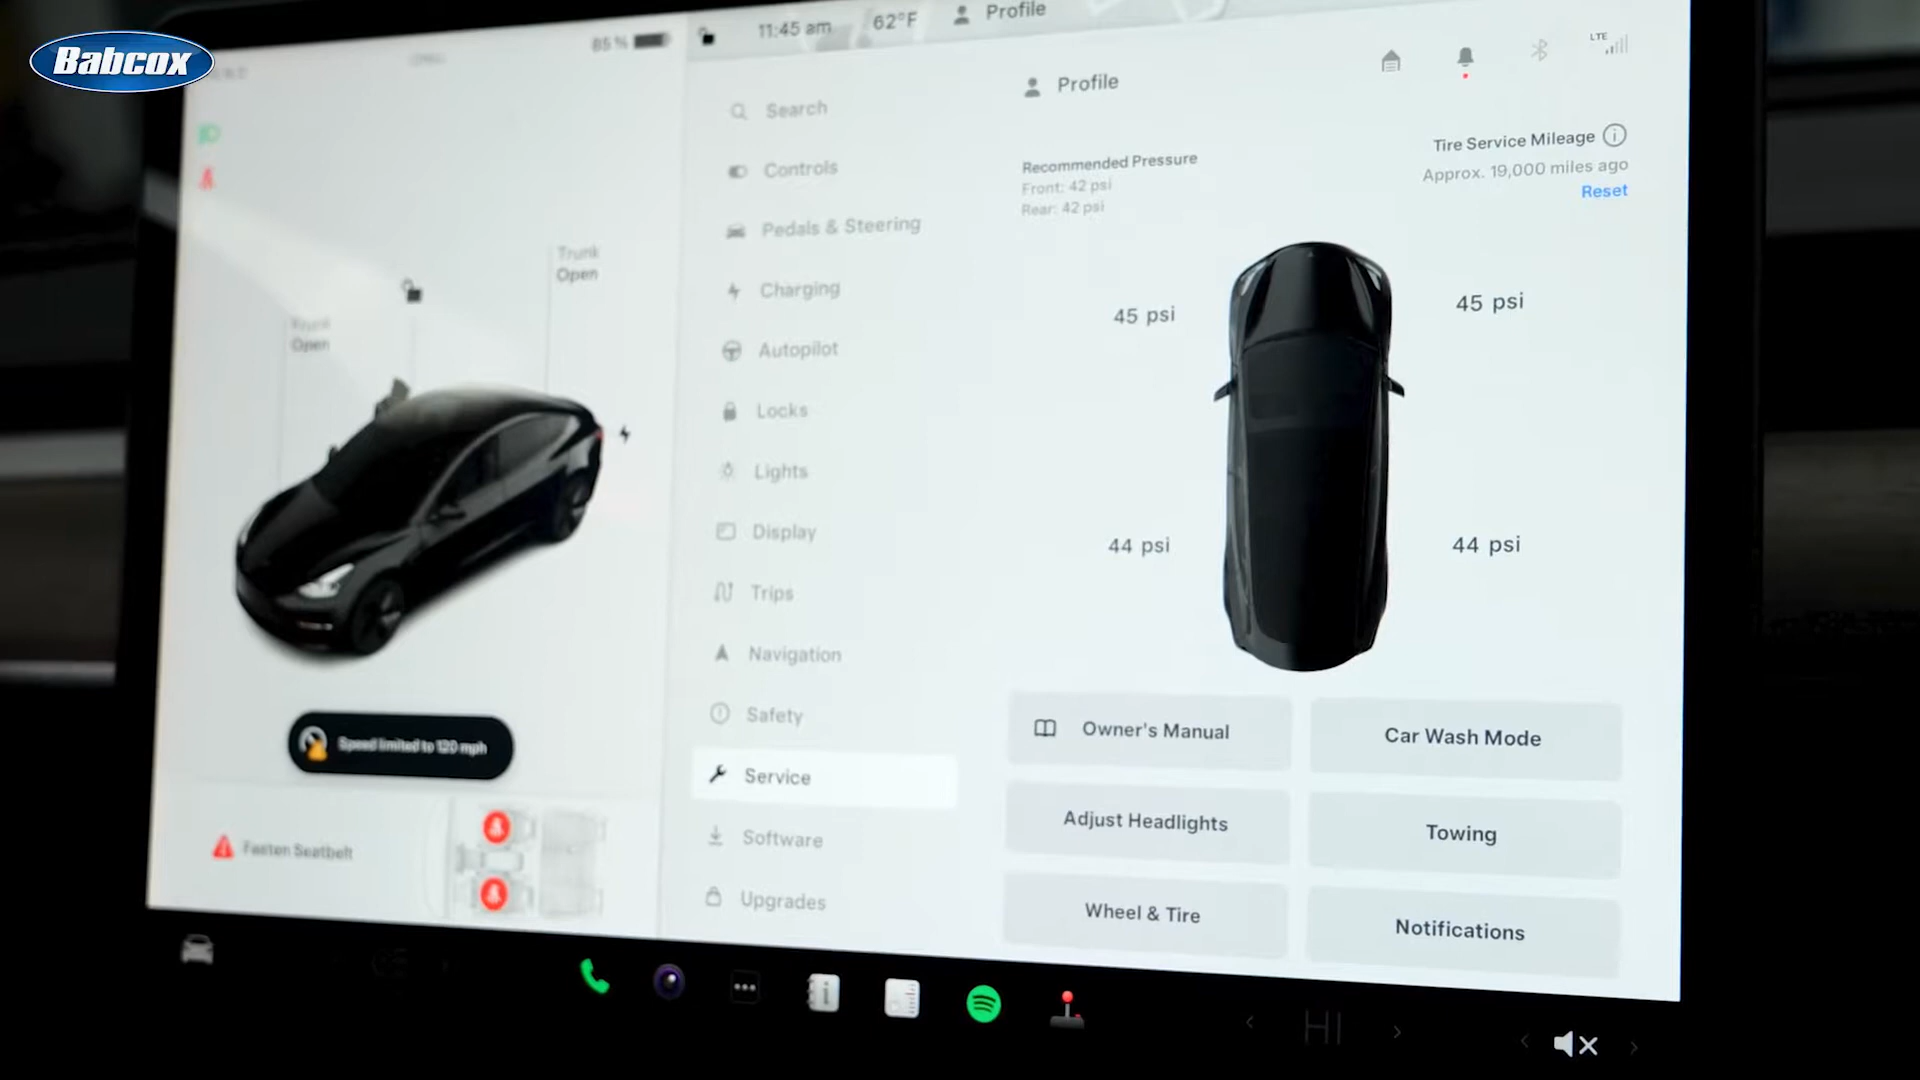 Babcox
85 %
11:45 am
62°F
Profile
Search
Controls
Pedals & Steering
Charging
Autopilot
Locks
Lights
Display
Trips
Navigation
Safety
Service
Software
Upgrades
Trunk
Open
Trunk
Open
Speed limited to 120 mph
Fasten Seatbelt
Profile
LTE
Recommended Pressure
Front: 42 psi
Rear: 42 psi
Tire Service Mileage
Approx. 19,000 miles ago
Reset
45 psi
45 psi
44 psi
44 psi
Owner's Manual
Car Wash Mode
Adjust Headlights
Towing
Wheel & Tire
Notifications
HI